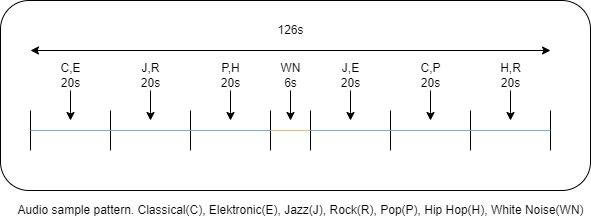 126s
C,E J,R P,H WN J,E C,P H,R
20s 20s 20s 6s 20s 20s 20s
Audio sample pattern. Classical(C), Elektronic(E), Jazz(J), Rock(R), Pop(P), Hip Hop(H), White Noise(WN)